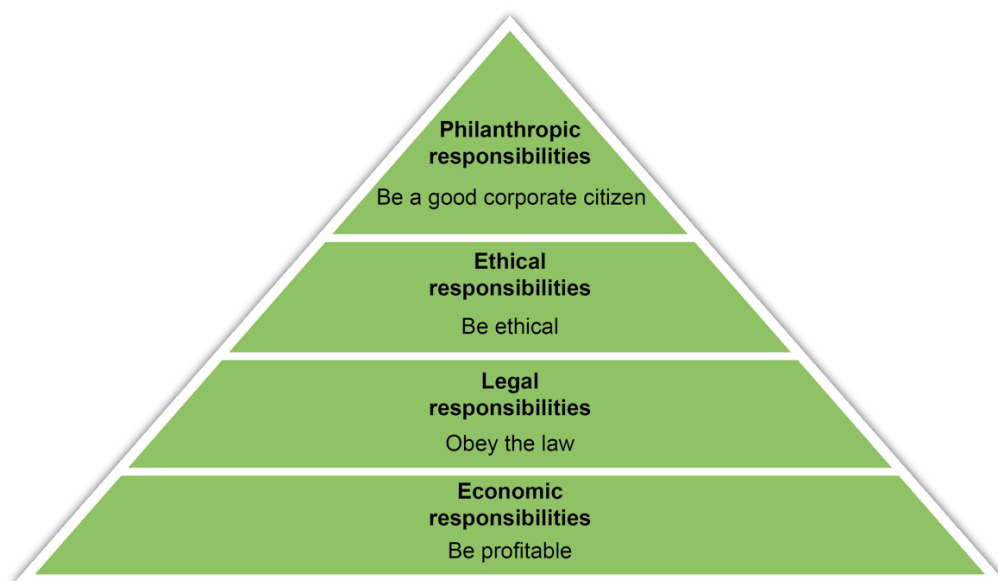 Philanthropic
responsibilities
Be a good corporate citizen
Ethical
responsibilities
Be ethical
Legal
responsibilities
Obey the law
Economic
responsibilities
Be profitable